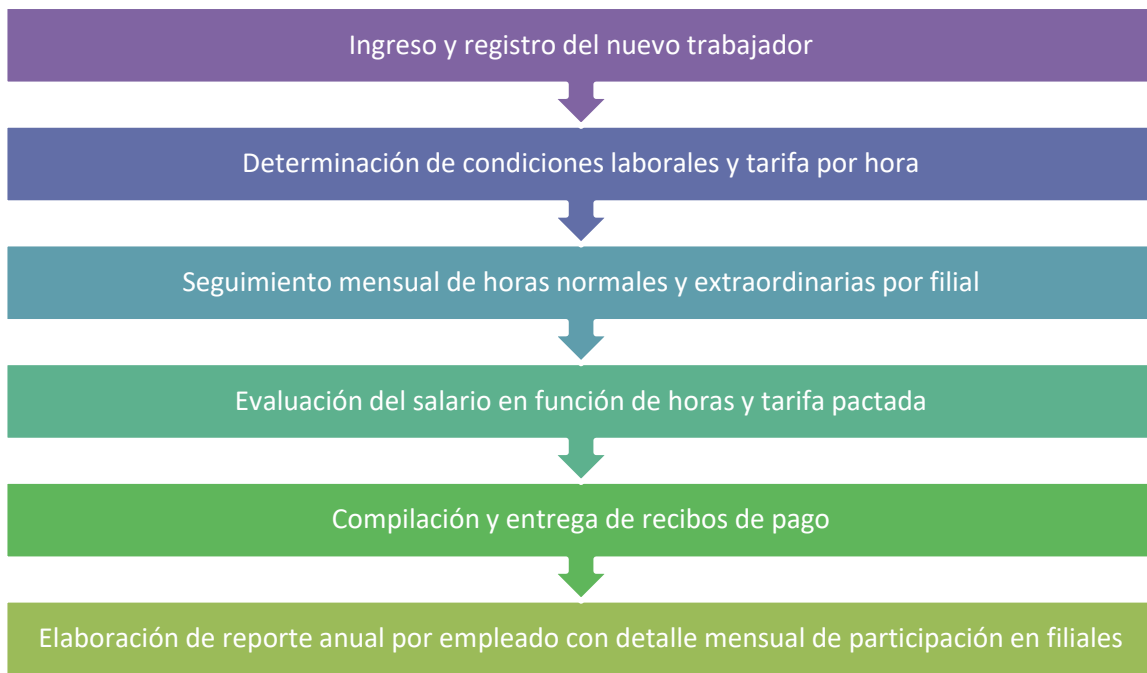 Ingreso y registro del nuevo trabajador
Determinación de condiciones laborales y tarifa por hora
Seguimiento mensual de horas normales y extraordinarias por filial
Evaluación del salario en función de horas y tarifa pactada
Compilación y entrega de recibos de pago
Elaboración de reporte anual por empleado con detalle mensual de participación en filiales